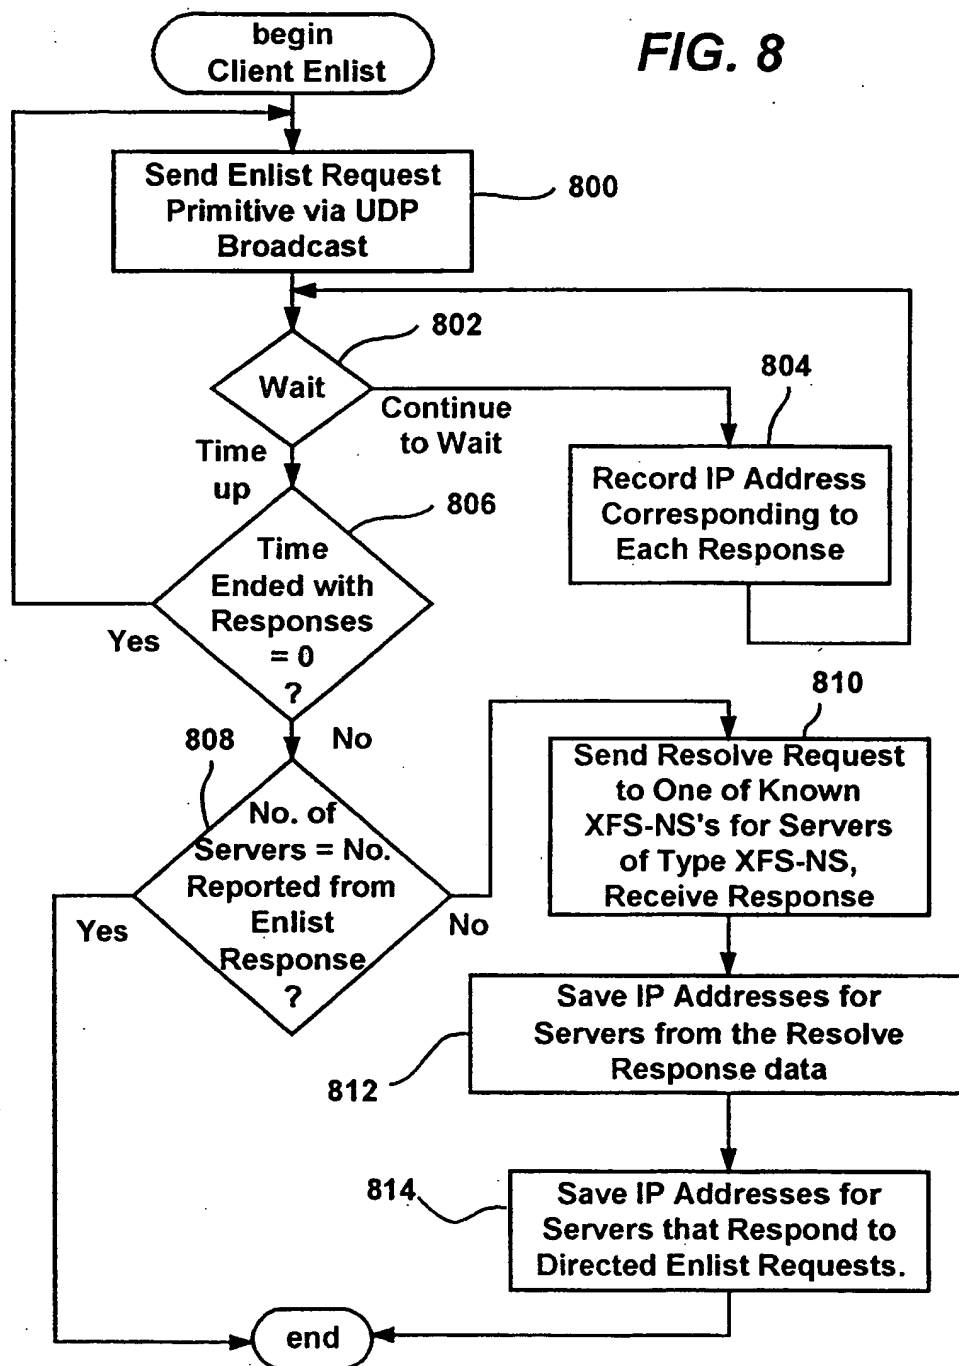 begin
Client Enlist
FIG. 8
Send Enlist Request
Primitive via UDP
Broadcast
800
802
Wait
Continue
to Wait
804
Time
up
Record IP Address
Corresponding to
Each Response
806
Time
Ended with
Responses
= 0
?
Yes
No
808
No. of
Servers = No.
Reported from
Enlist
Response
?
Yes
No
810
Send Resolve Request
to One of Known
XFS-NS's for Servers
of Type XFS-NS,
Receive Response
Save IP Addresses for
Servers from the Resolve
Response data
812
814
Save IP Addresses for
Servers that Respond to
Directed Enlist Requests.
end